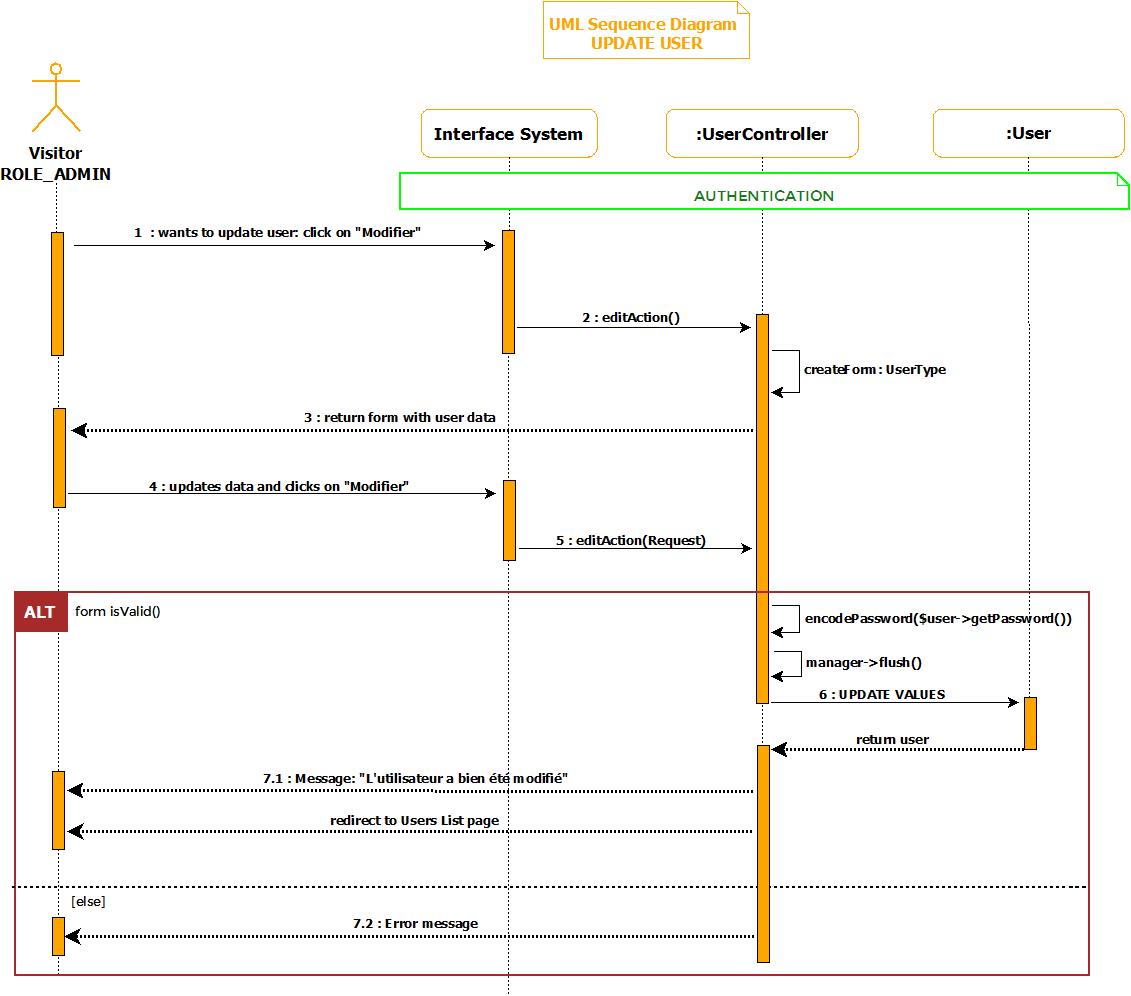 UML Sequence Diagram
UPDATE USER
Visitor
ROLE_ADMIN
Interface System
:UserController
:User
AUTHENTICATION
1 : wants to update user: click on "Modifier"
2 : editAction()
createForm: UserType
3 : return form with user data
4 : updates data and clicks on "Modifier"
5 : editAction(Request)
ALT
form isValid()
encodePassword($user->getPassword())
manager->flush()
6 : UPDATE VALUES
return user
7.1 : Message: "L'utilisateur a bien été modifié"
redirect to Users List page
[else]
7.2 : Error message